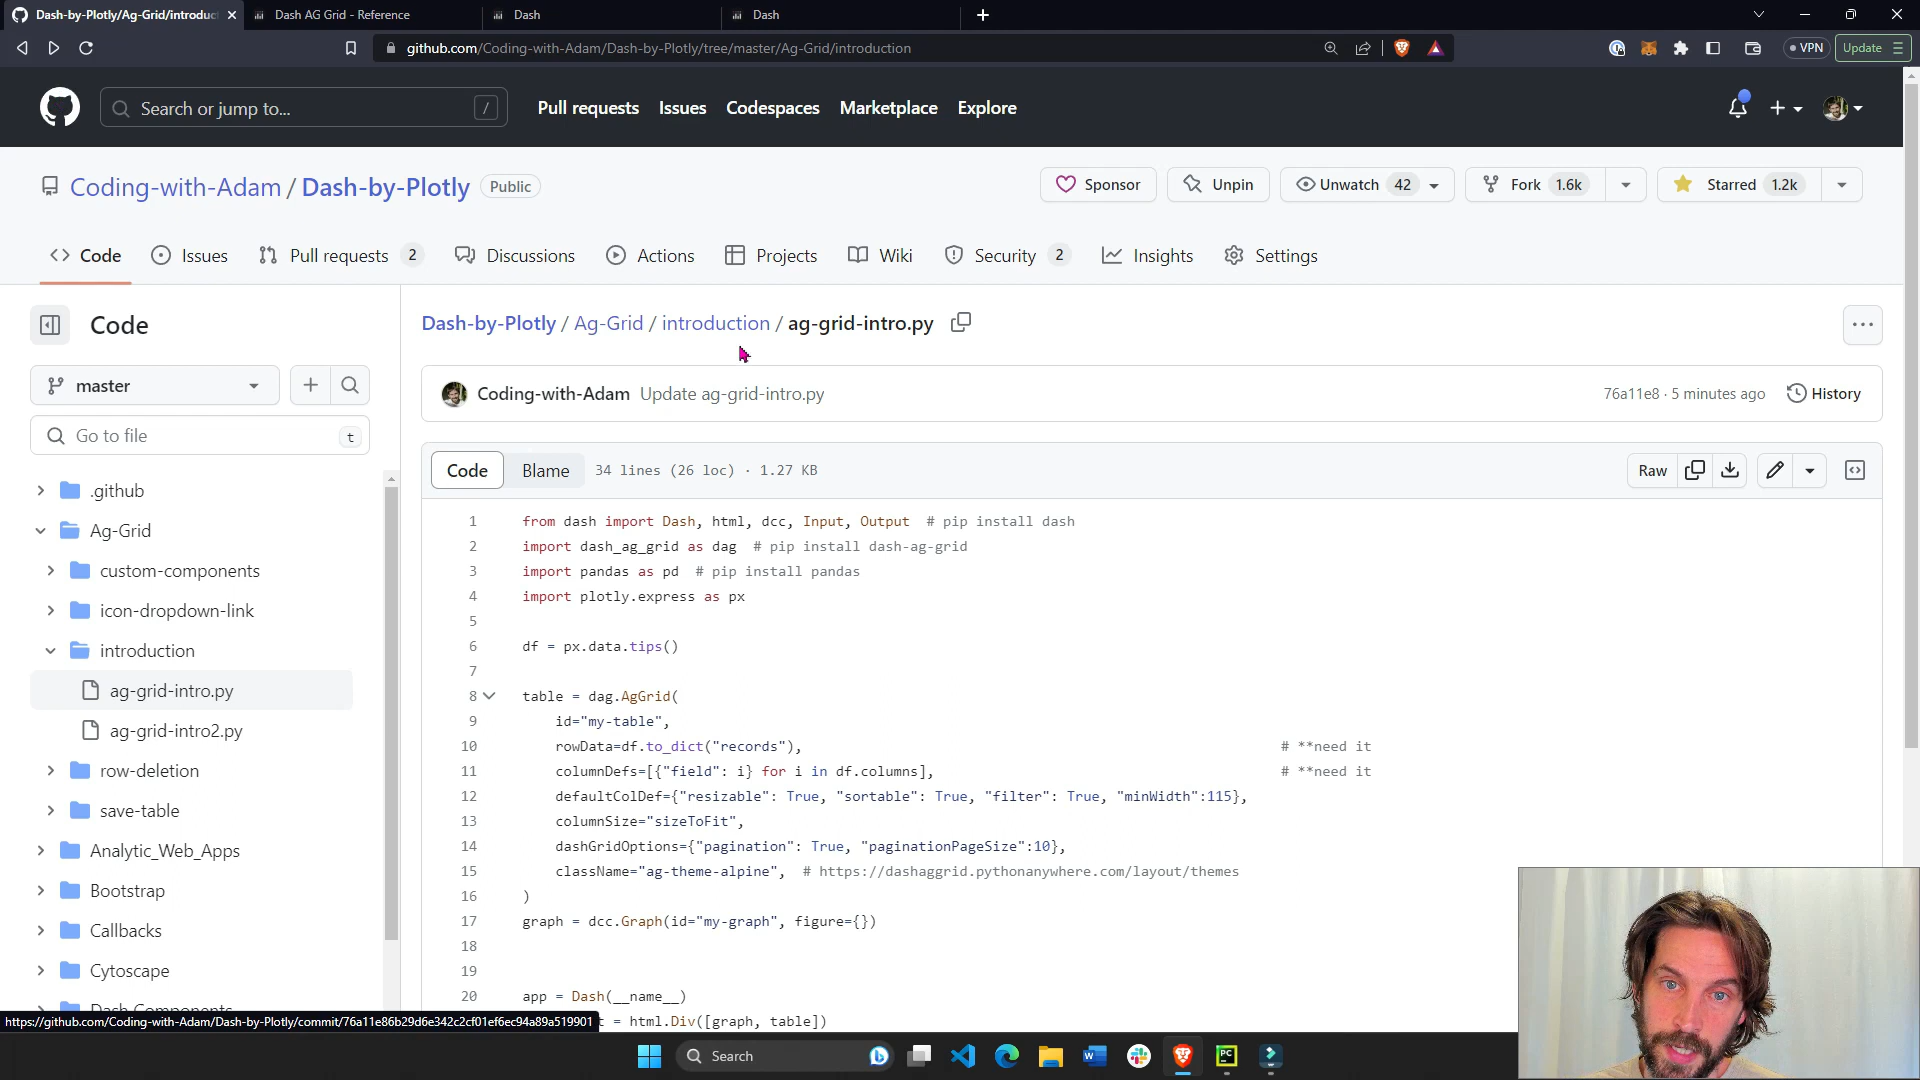 Dash-by-Plotly/Ag-Grid/introduc
Dash AG Grid - Reference
Dash
Dash
github.com/Coding-with-Adam/Dash-by-Plotly/tree/master/Ag-Grid/introduction
VPN
Update
Search or jump to...
/
Pull requests
Issues
Codespaces
Marketplace
Explore
Coding-with-Adam / Dash-by-Plotly
Public
Sponsor
Unpin
Unwatch 42
Fork 1.6k
Starred 1.2k
Code
Issues
Pull requests 2
Discussions
Actions
Projects
Wiki
Security 2
Insights
Settings
Code
master
Go to file
t
.github
Ag-Grid
custom-components
icon-dropdown-link
introduction
ag-grid-intro.py
ag-grid-intro2.py
row-deletion
save-table
Analytic_Web_Apps
Bootstrap
Callbacks
Cytoscape
Dash Components
Dash-by-Plotly / Ag-Grid / introduction / ag-grid-intro.py
Coding-with-Adam Update ag-grid-intro.py
76a11e8 · 5 minutes ago
History
Code
Blame
34 lines (26 loc) · 1.27 KB
Raw
1 from dash import Dash, html, dcc, Input, Output # pip install dash
2 import dash_ag_grid as dag # pip install dash-ag-grid
3 import pandas as pd # pip install pandas
4 import plotly.express as px
5
6 df = px.data.tips()
7
8 table = dag.AgGrid(
9 id="my-table",
10 rowData=df.to_dict("records"), # **need it
11 columnDefs=[{"field": i} for i in df.columns], # **need it
12 defaultColDef={"resizable": True, "sortable": True, "filter": True, "minWidth":115},
13 columnSize="sizeToFit",
14 dashGridOptions={"pagination": True, "paginationPageSize":10},
15 className="ag-theme-alpine", # https://dashaggrid.pythonanywhere.com/layout/themes
16 )
17 graph = dcc.Graph(id="my-graph", figure={})
18
19
20 app = Dash(__name__)
t = html.Div([graph, table])
https://github.com/Coding-with-Adam/Dash-by-Plotly/commit/76a11e86b29d6e342c2cf01ef6ec94a89a519901
Search